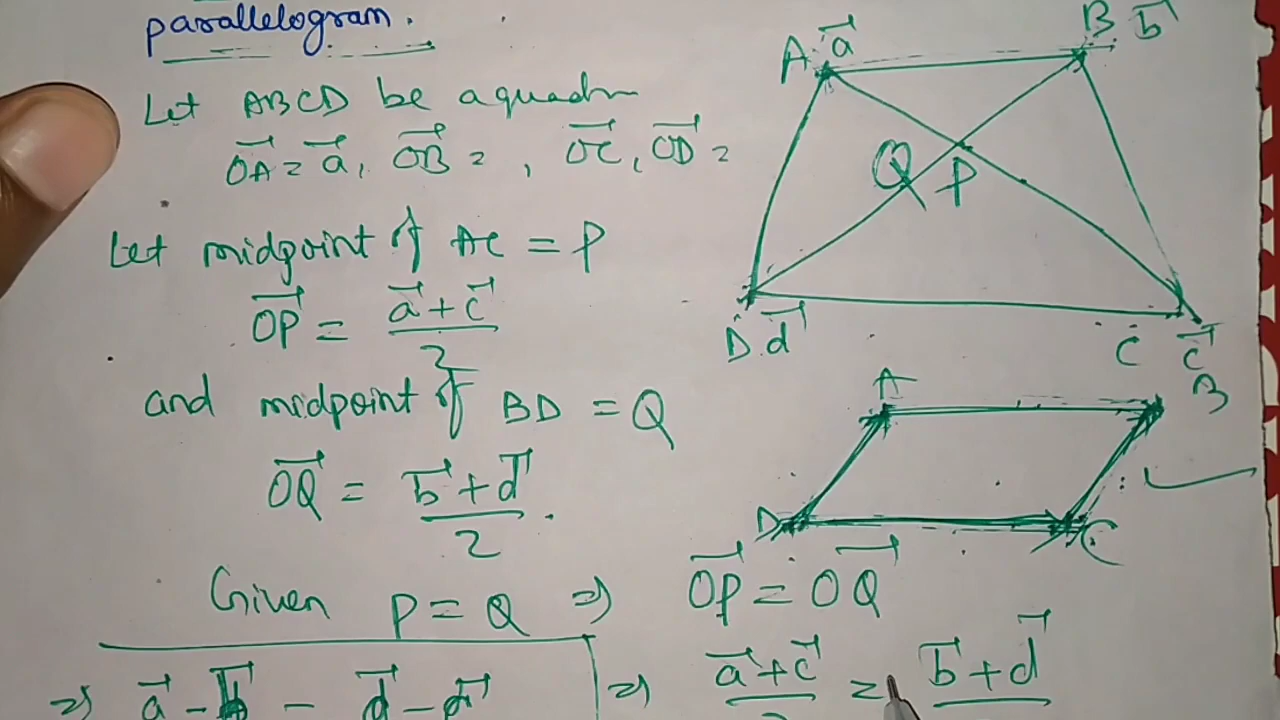 parallelogram.
Let ABCD be a quadr
OA⃗ = a⃗, OB⃗ = , OC⃗, OD⃗ =
Let midpoint of AC = P
OP⃗ = (a⃗ + c⃗)/2
and midpoint of BD = Q
OQ⃗ = (b⃗ + d⃗)/2.
Given P = Q ⇒ OP⃗ = OQ⃗
⇒ (a⃗ + c⃗)/2 = b⃗ + d⃗
⇒ a⃗ -
A a⃗
B b⃗
Q P
D. d⃗
C c⃗
A
B
D
C